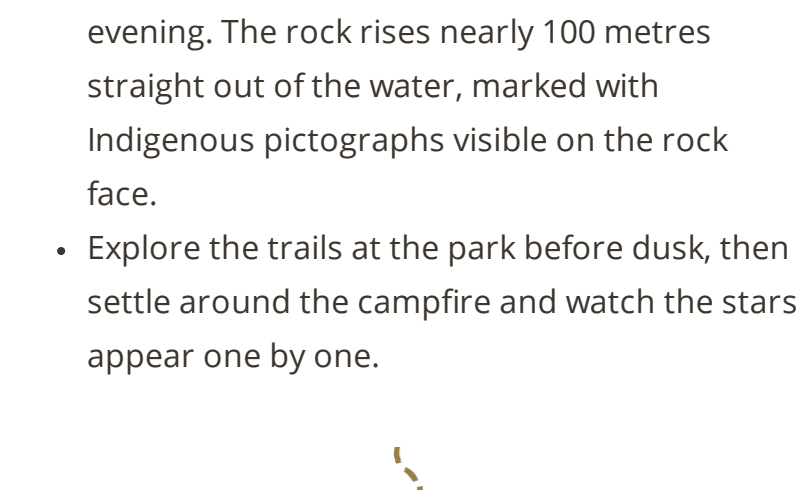 evening. The rock rises nearly 100 metres
straight out of the water, marked with
Indigenous pictographs visible on the rock
face.
• Explore the trails at the park before dusk, then
settle around the campfire and watch the stars
appear one by one.